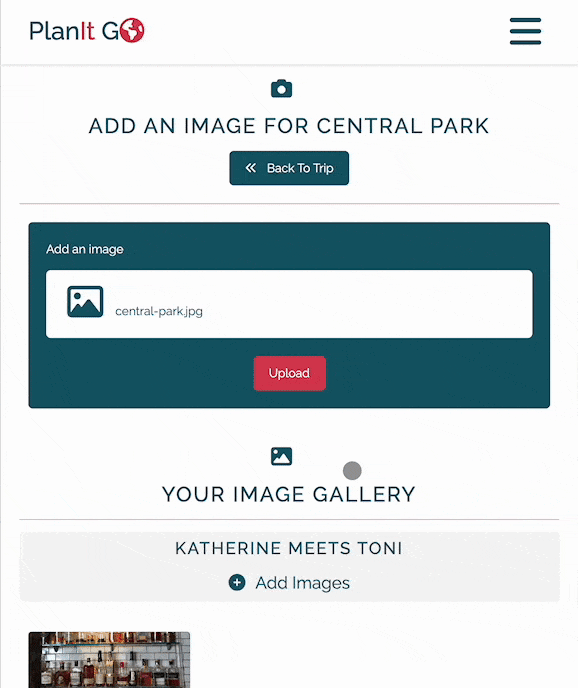 PlanIt GO
ADD AN IMAGE FOR CENTRAL PARK
Back To Trip
Add an image
central-park.jpg
Upload
YOUR IMAGE GALLERY
KATHERINE MEETS TONI
Add Images